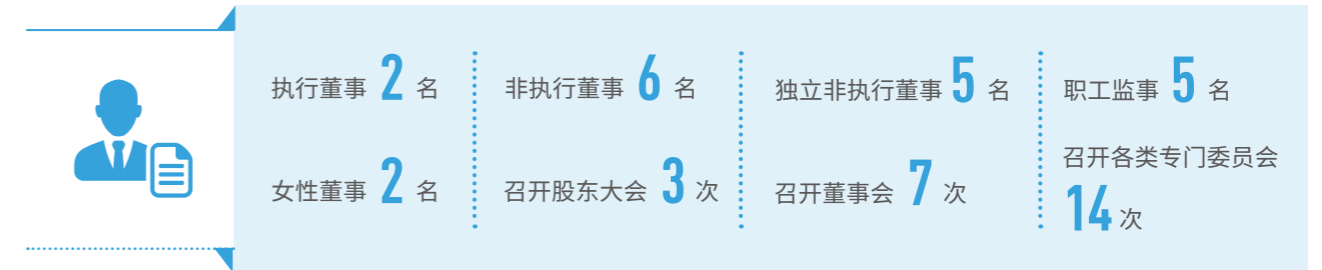 执行董事 2 名
非执行董事 6 名
独立非执行董事 5 名
职工监事 5 名
女性董事 2 名
召开股东大会 3 次
召开董事会 7 次
召开各类专门委员会
14 次